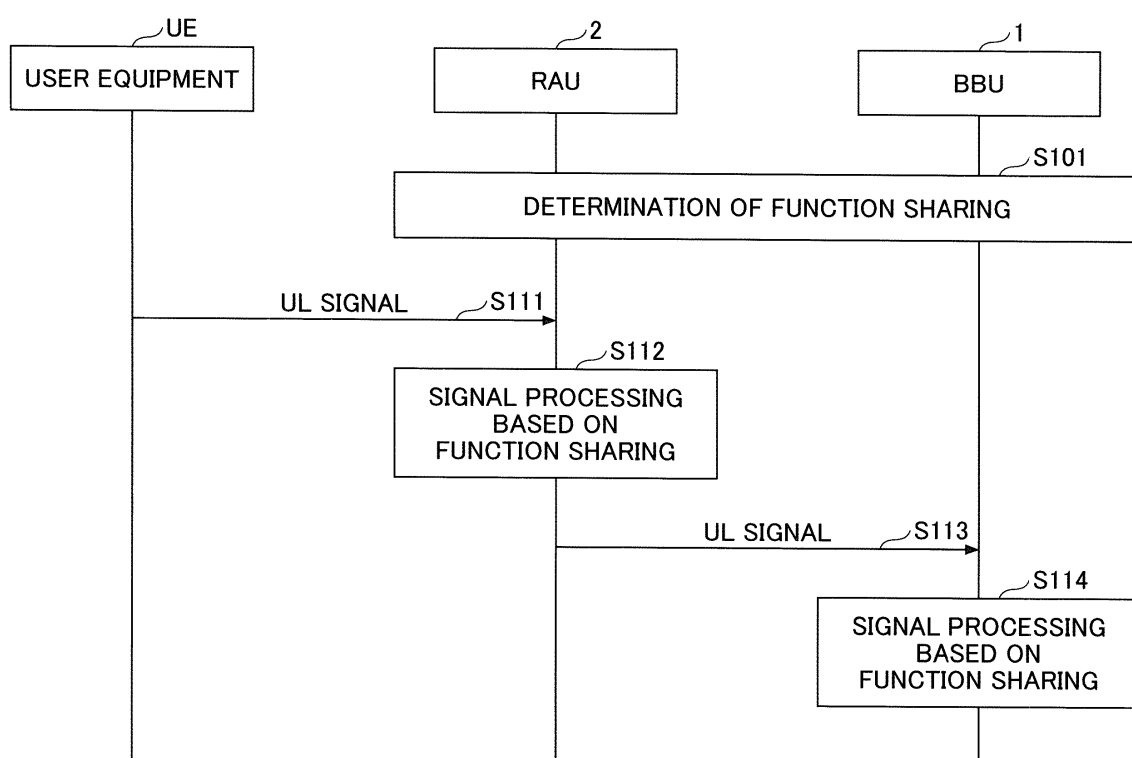 UE
2
1
USER EQUIPMENT
RAU
BBU
S101
DETERMINATION OF FUNCTION SHARING
UL SIGNAL
S111
S112
SIGNAL PROCESSING
BASED ON
FUNCTION SHARING
UL SIGNAL
S113
S114
SIGNAL PROCESSING
BASED ON
FUNCTION SHARING